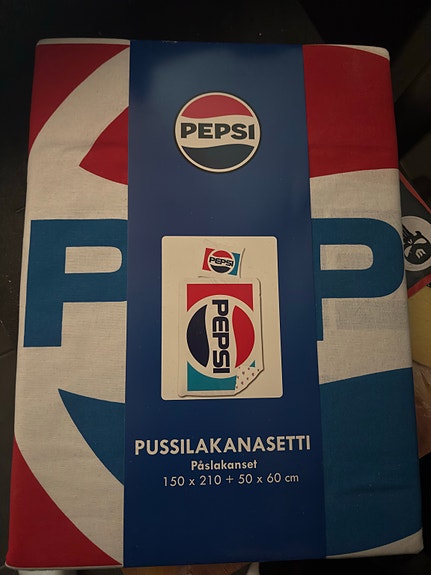 PEPSI
P P
PEPSI
PEPSI
PUSSILAKANASETTI
Påslakanset
150 x 210 + 50 x 60 cm